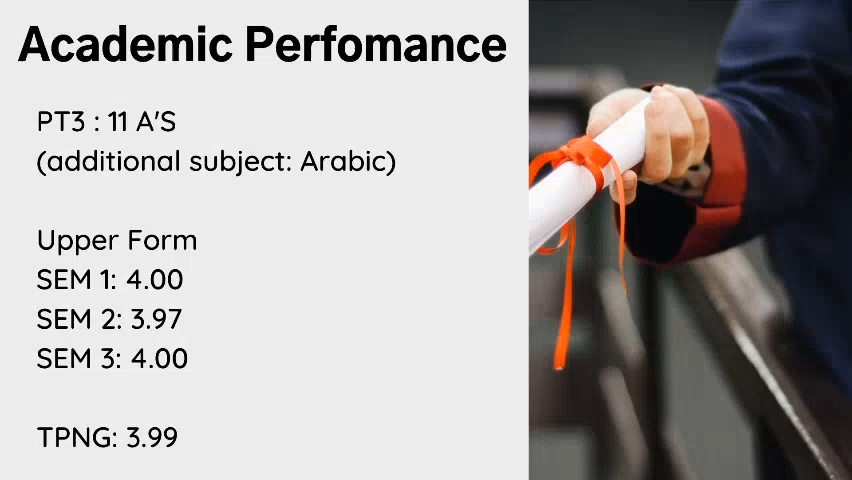 Academic Perfomance
PT3 : 11 A'S
(additional subject: Arabic)
Upper Form
SEM 1: 4.00
SEM 2: 3.97
SEM 3: 4.00
TPNG: 3.99